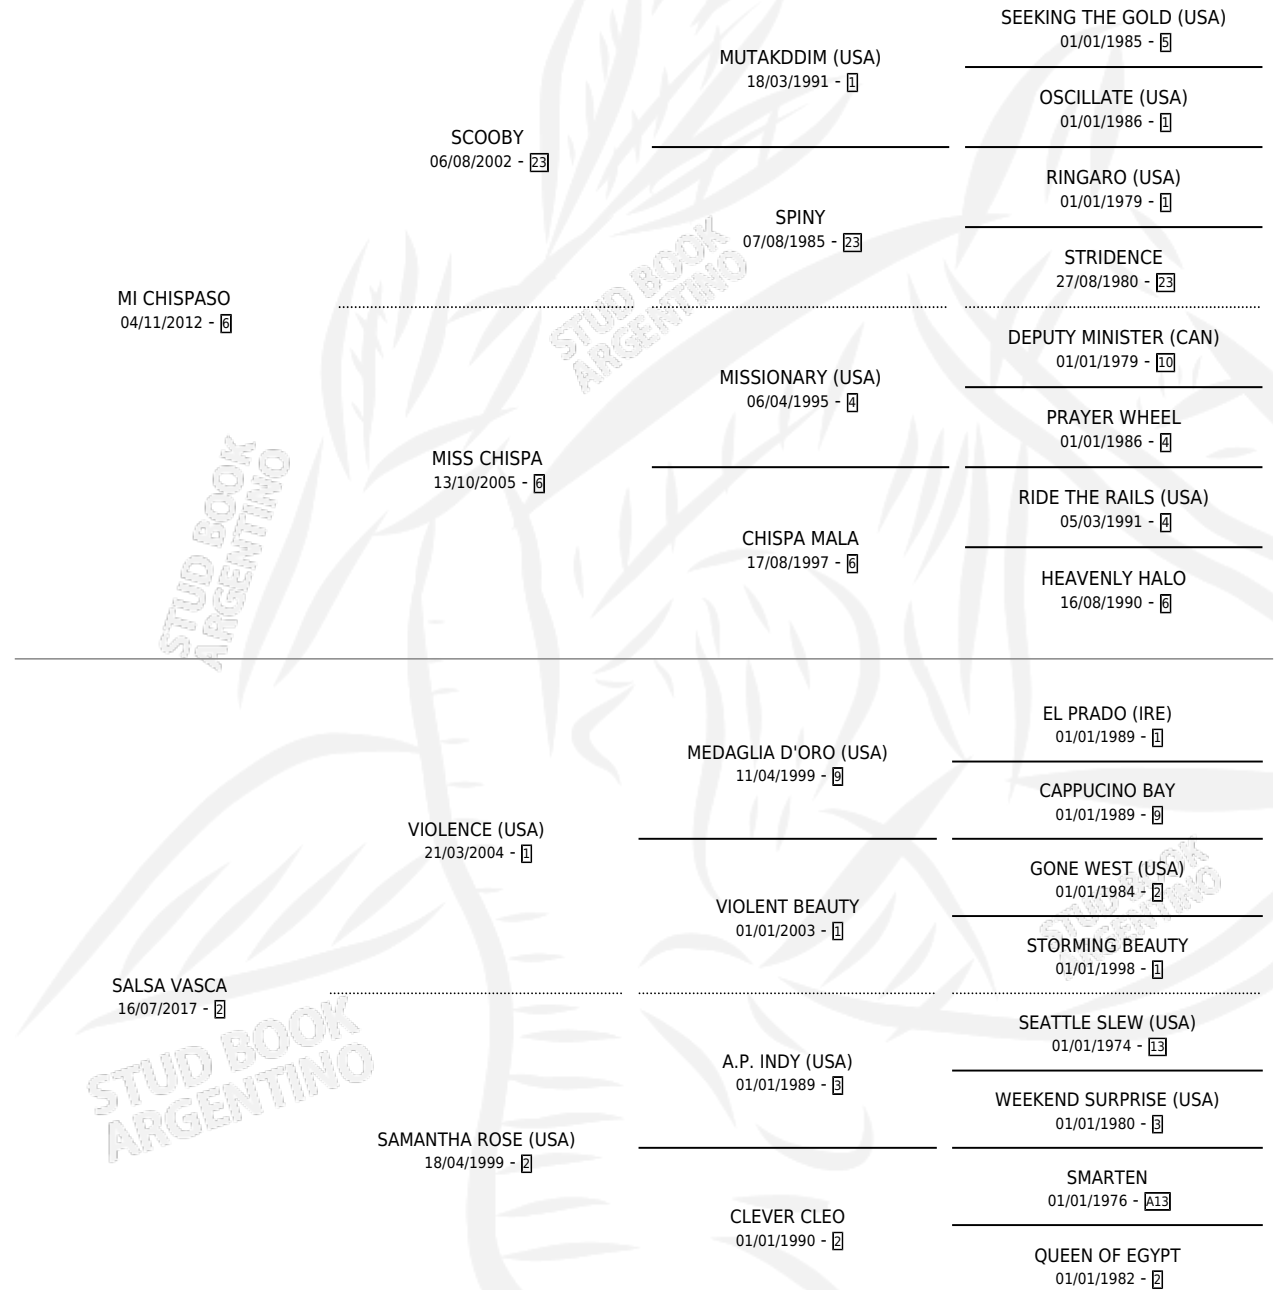 SEEKING THE GOLD (USA)
01/01/1985 - 5
MUTAKDDIM (USA)
18/03/1991 - 1
OSCILLATE (USA)
01/01/1986 - 1
SCOOBY
06/08/2002 - 23
RINGARO (USA)
01/01/1979 - 1
SPINY
07/08/1985 - 23
STRIDENCE
27/08/1980 - 23
MI CHISPASO
04/11/2012 - 6
DEPUTY MINISTER (CAN)
01/01/1979 - 10
MISSIONARY (USA)
06/04/1995 - 4
PRAYER WHEEL
01/01/1986 - 4
MISS CHISPA
13/10/2005 - 6
RIDE THE RAILS (USA)
05/03/1991 - 4
CHISPA MALA
17/08/1997 - 6
HEAVENLY HALO
16/08/1990 - 6
EL PRADO (IRE)
01/01/1989 - 1
MEDAGLIA D'ORO (USA)
11/04/1999 - 9
CAPPUCINO BAY
01/01/1989 - 9
VIOLENCE (USA)
21/03/2004 - 1
GONE WEST (USA)
01/01/1984 - 2
VIOLENT BEAUTY
01/01/2003 - 1
STORMING BEAUTY
01/01/1998 - 1
SALSA VASCA
16/07/2017 - 2
SEATTLE SLEW (USA)
01/01/1974 - 13
A.P. INDY (USA)
01/01/1989 - 3
WEEKEND SURPRISE (USA)
01/01/1980 - 3
SAMANTHA ROSE (USA)
18/04/1999 - 2
SMARTEN
01/01/1976 - A13
CLEVER CLEO
01/01/1990 - 2
QUEEN OF EGYPT
01/01/1982 - 2
STUD BOOK
ARGENTINO
STUD BOOK
ARGENTINO
STUD BOOK
ARGENTINO
STUD BOOK
ARGENTINO